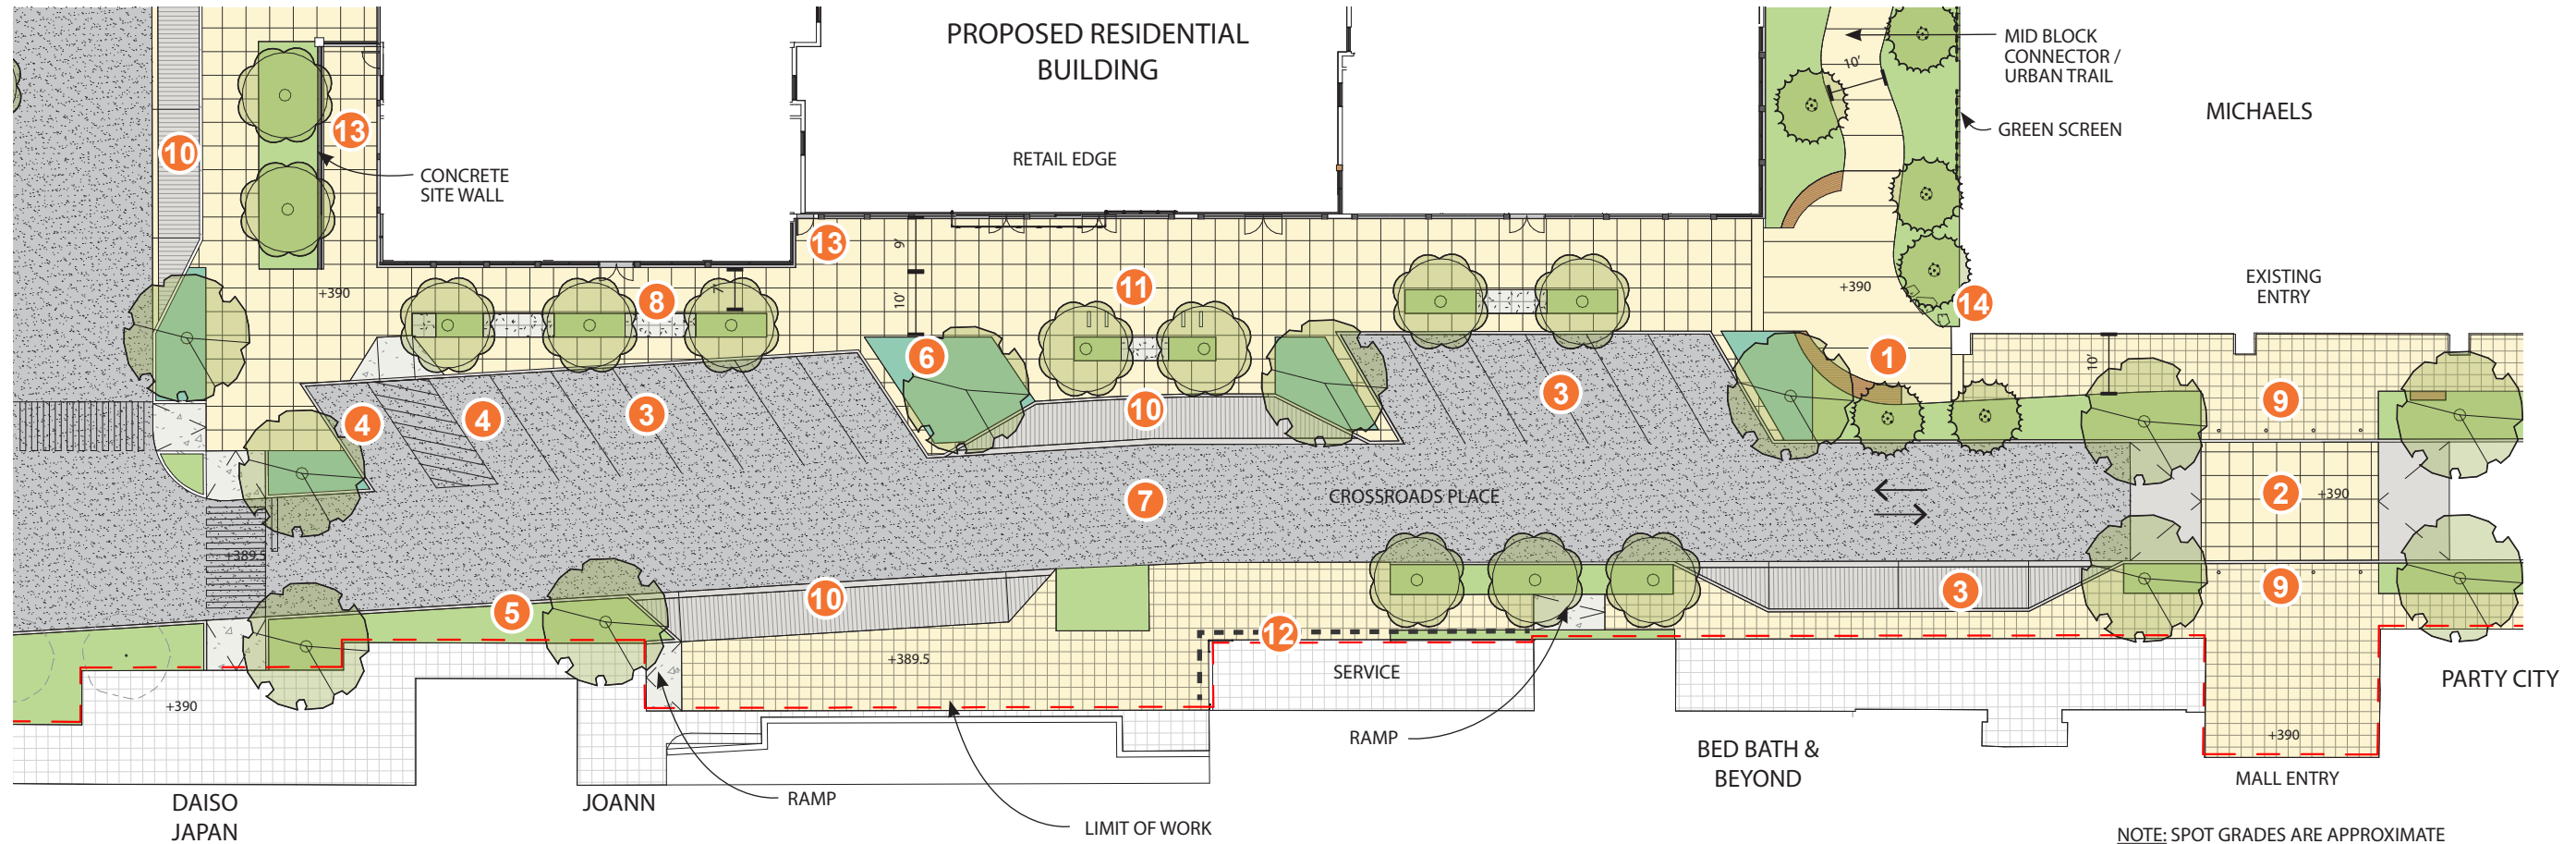 PROPOSED RESIDENTIAL
BUILDING
RETAIL EDGE
MID BLOCK
CONNECTOR /
URBAN TRAIL
10'
MICHAELS
GREEN SCREEN
13
10
CONCRETE
SITE WALL
13
9'
+390
7'
8
10'
11
+390
14
EXISTING
ENTRY
6
1
10'
4
4
3
10
3
9
CROSSROADS PLACE
7
2
+390
+389.5
5
10
3
9
12
+389.5
SERVICE
+390
PARTY CITY
RAMP
BED BATH &
BEYOND
+390
MALL ENTRY
DAISO
JAPAN
JOANN
RAMP
LIMIT OF WORK
NOTE: SPOT GRADES ARE APPROXIMATE